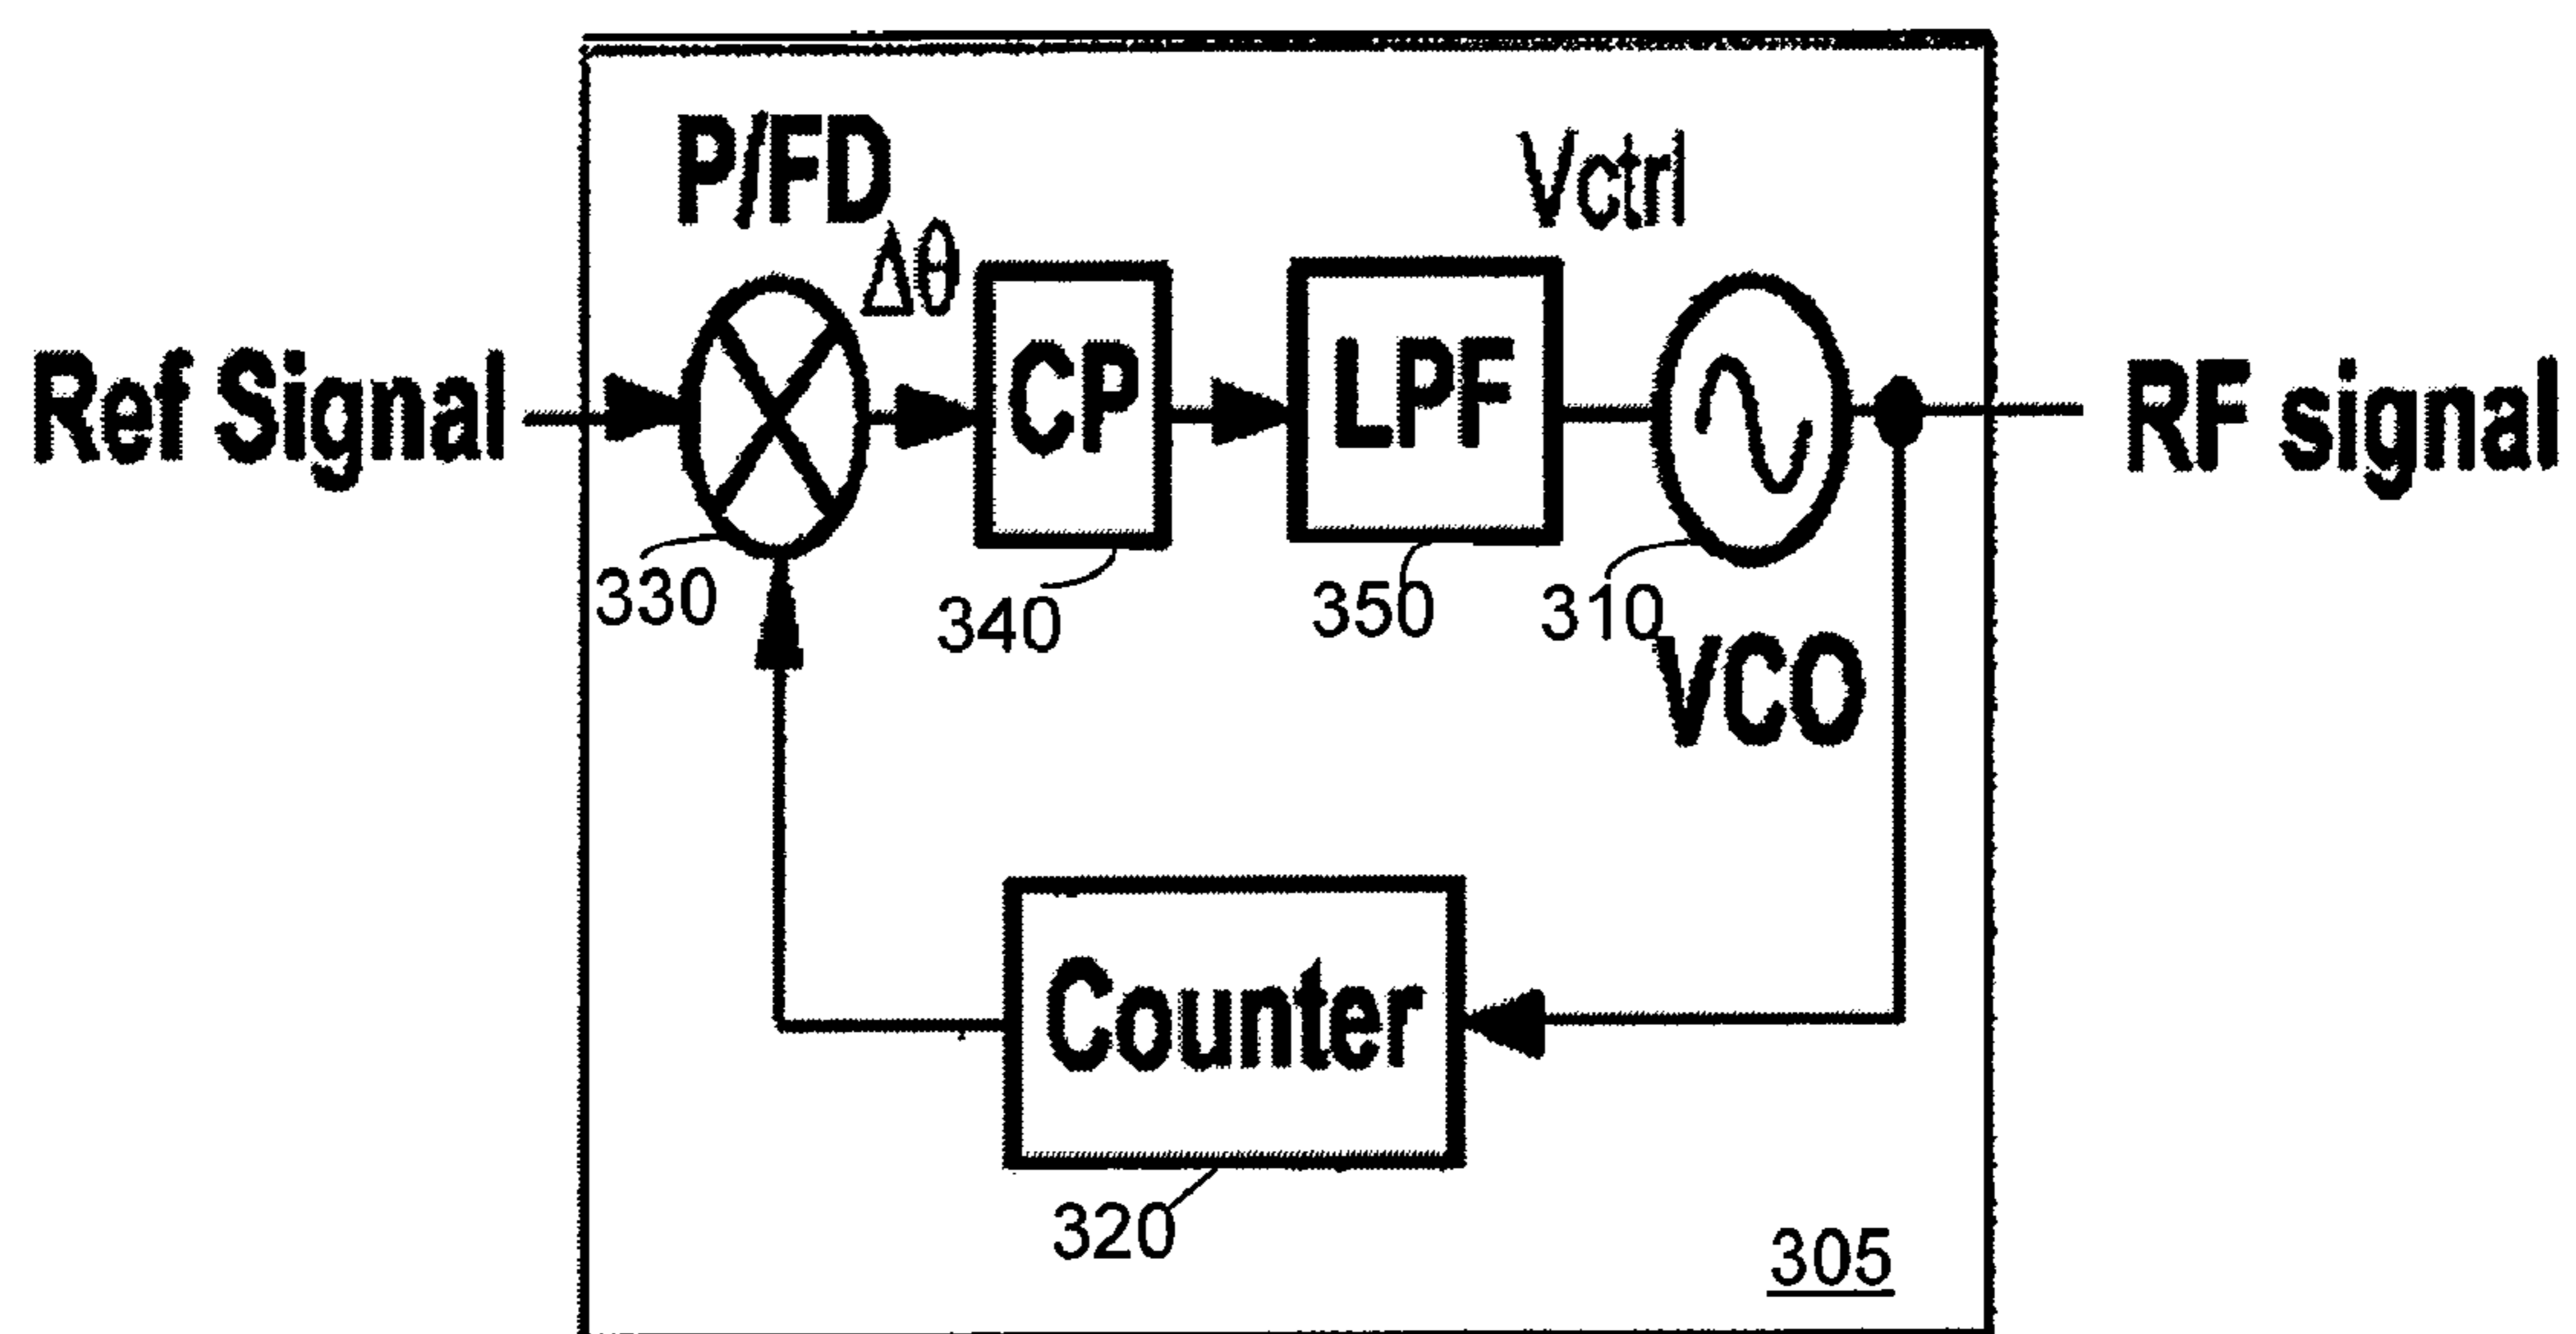 P/FD
Δθ
Vctrl
Ref Signal
CP
LPF
RF signal
330
340
350
310
VCO
Counter
320
305